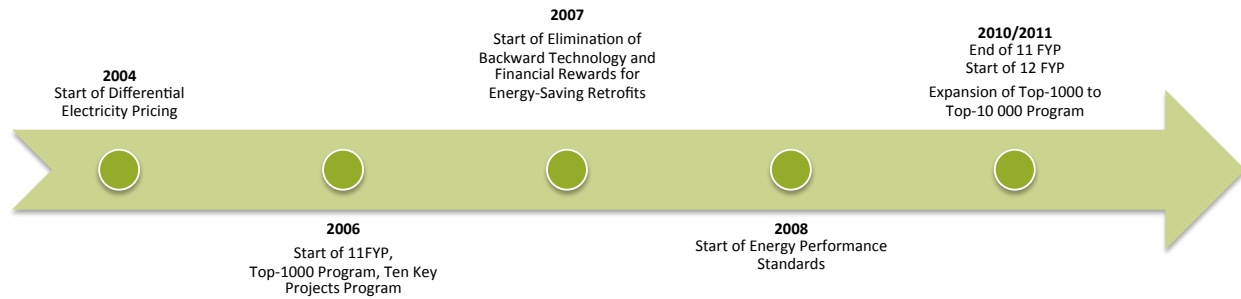 2004
Start of Differential
Electricity Pricing
2006
Start of 11FYP,
Top-1000 Program, Ten Key
Projects Program
2007
Start of Elimination of
Backward Technology and
Financial Rewards for
Energy-Saving Retrofits
2008
Start of Energy Performance
Standards
2010/2011
End of 11 FYP
Start of 12 FYP
Expansion of Top-1000 to
Top-10 000 Program